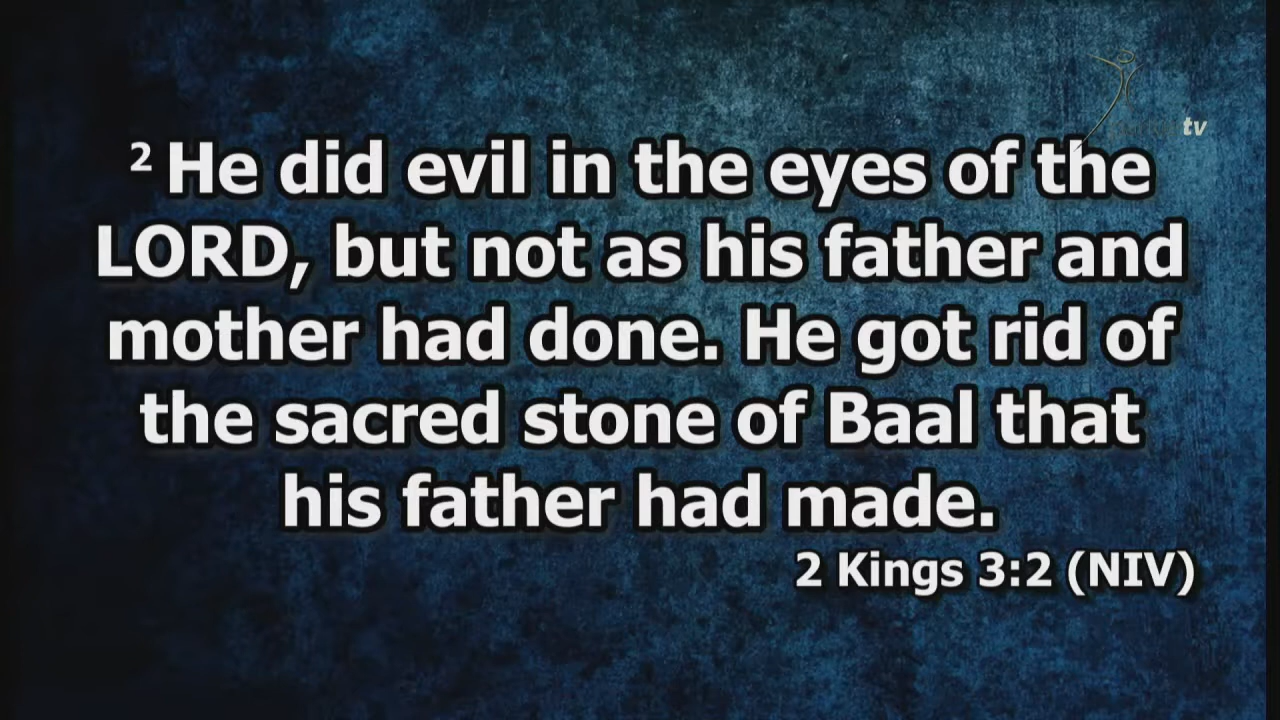 tv
2 He did evil in the eyes of the
LORD, but not as his father and
mother had done. He got rid of
the sacred stone of Baal that
his father had made.
2 Kings 3:2 (NIV)